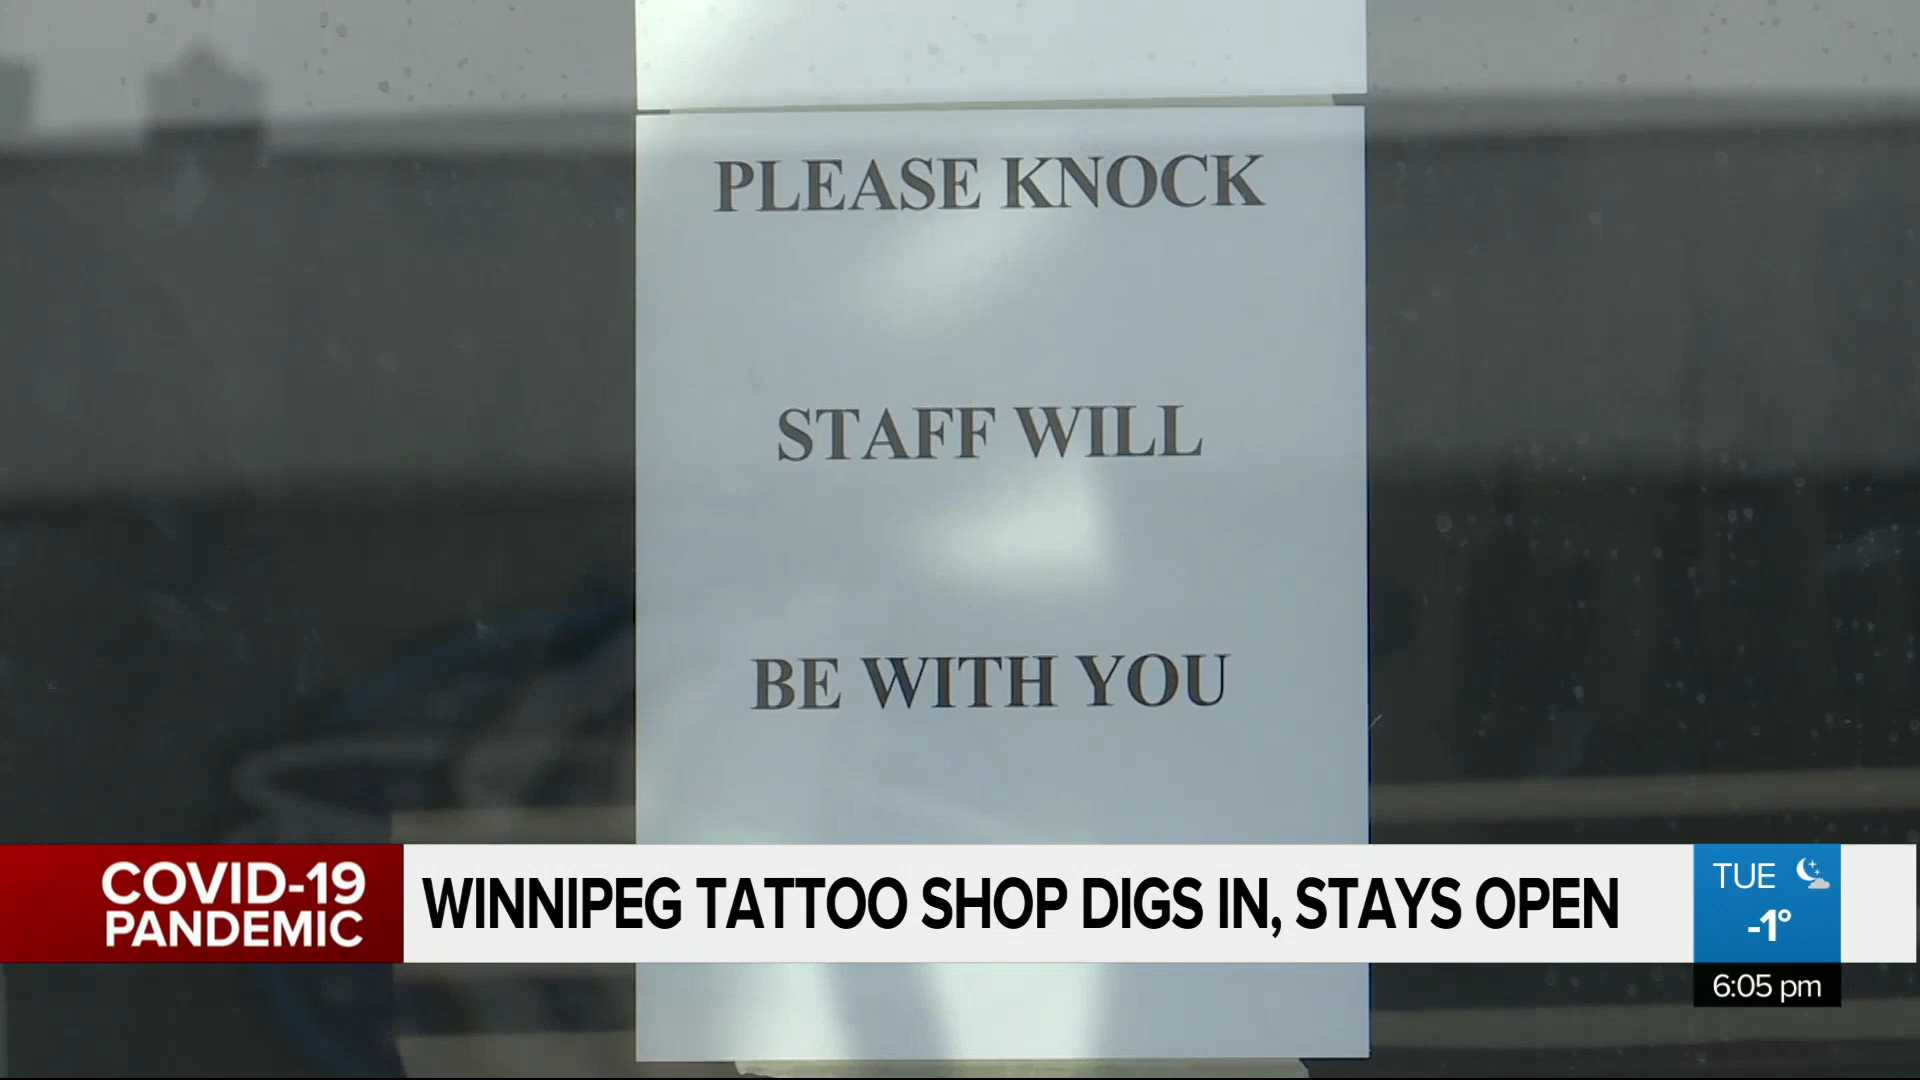 PLEASE KNOCK
STAFF WILL
BE WITH YOU
COVID-19
PANDEMIC
WINNIPEG TATTOO SHOP DIGS IN, STAYS OPEN
TUE
-1°
6:05 pm